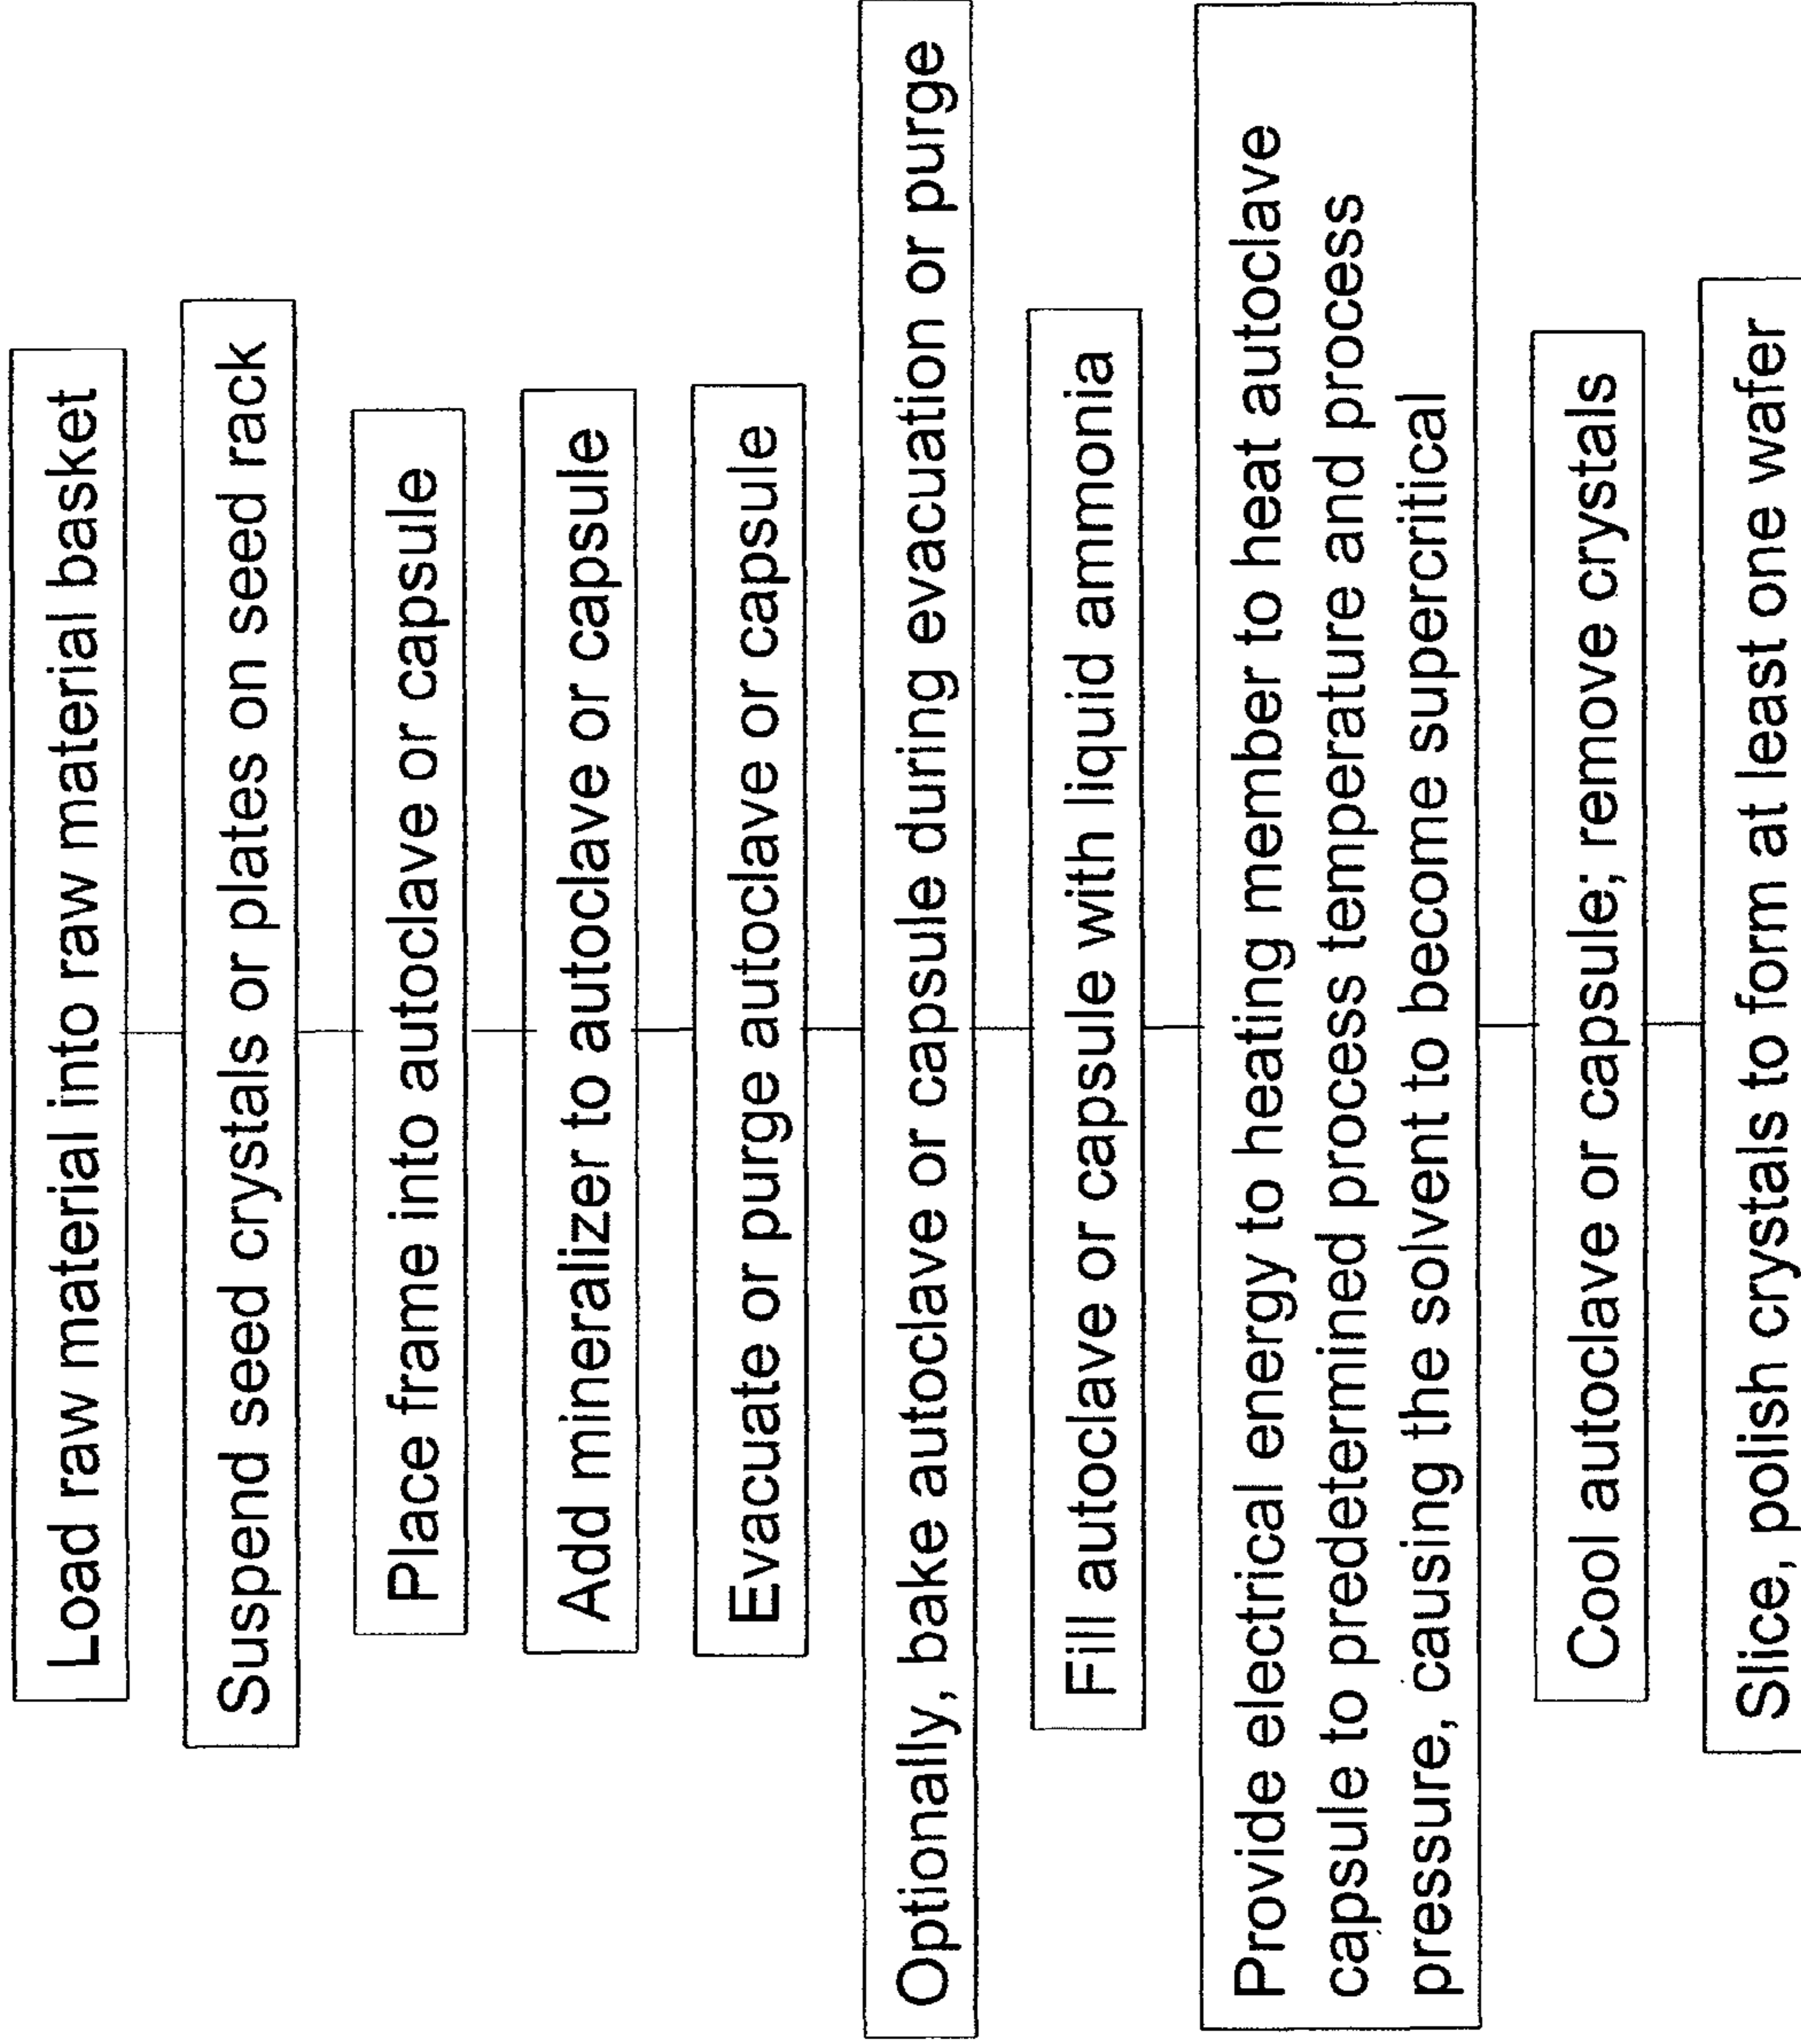 Load raw material into raw material basket
Suspend seed crystals or plates on seed rack
Place frame into autoclave or capsule
Add mineralizer to autoclave or capsule
Evacuate or purge autoclave or capsule
Optionally, bake autoclave or capsule during evacuation or purge
Fill autoclave or capsule with liquid ammonia
Provide electrical energy to heating member to heat autoclave
capsule to predetermined process temperature and process
pressure, causing the solvent to become supercritical
Cool autoclave or capsule; remove crystals
Slice, polish crystals to form at least one wafer